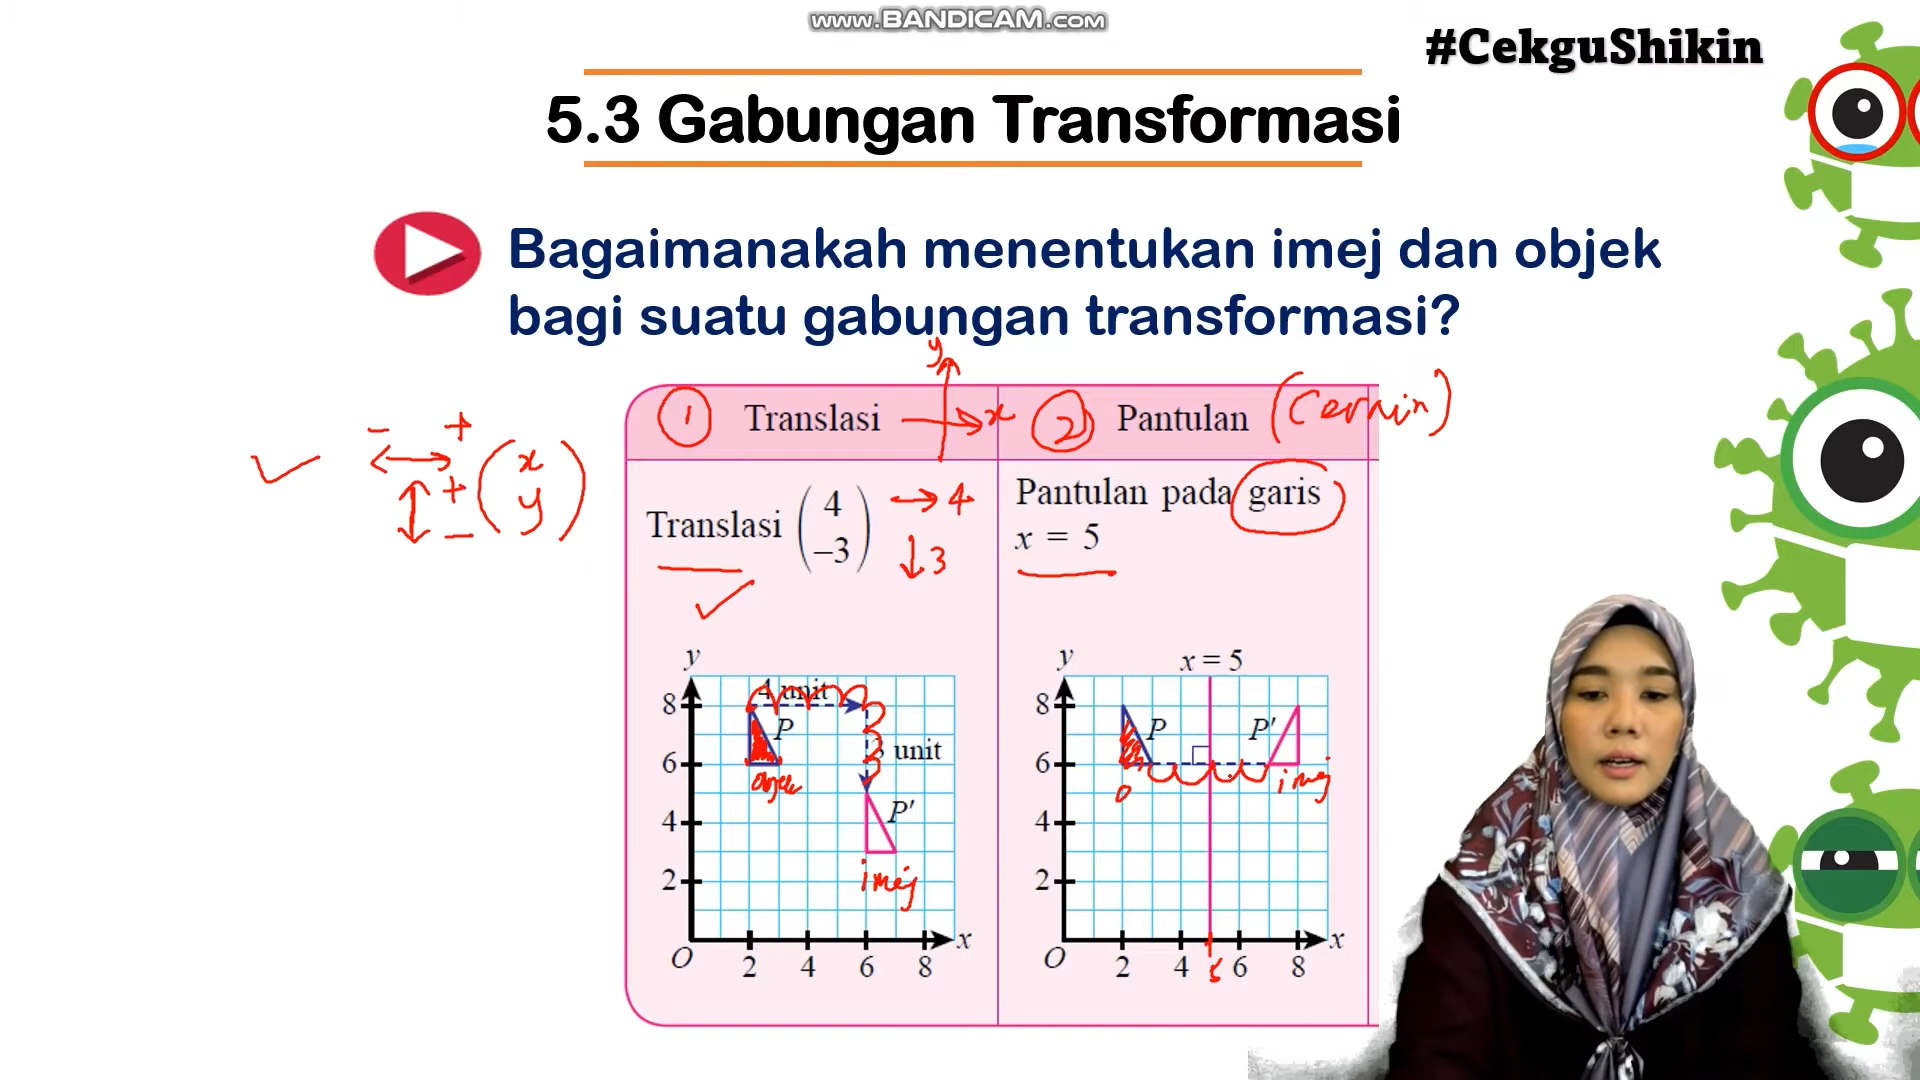 www.BANDICAM.com
#CekguShikin
5.3 Gabungan Transformasi
Bagaimanakah menentukan imej dan objek
bagi suatu gabungan transformasi?
y
x
1 Translasi
2 Pantulan (Cermin)
- +
+
-
(x
y)
Translasi (4
-3)
→ 4
↓ 3
Pantulan pada garis
x = 5
y
4 unit
8
P
3 unit
6
objek
P'
4
imej
2
O
2 4 6 8
x
y
x = 5
8
P
P'
6
imej
O
4
2
O
2 4 5 6 8
x